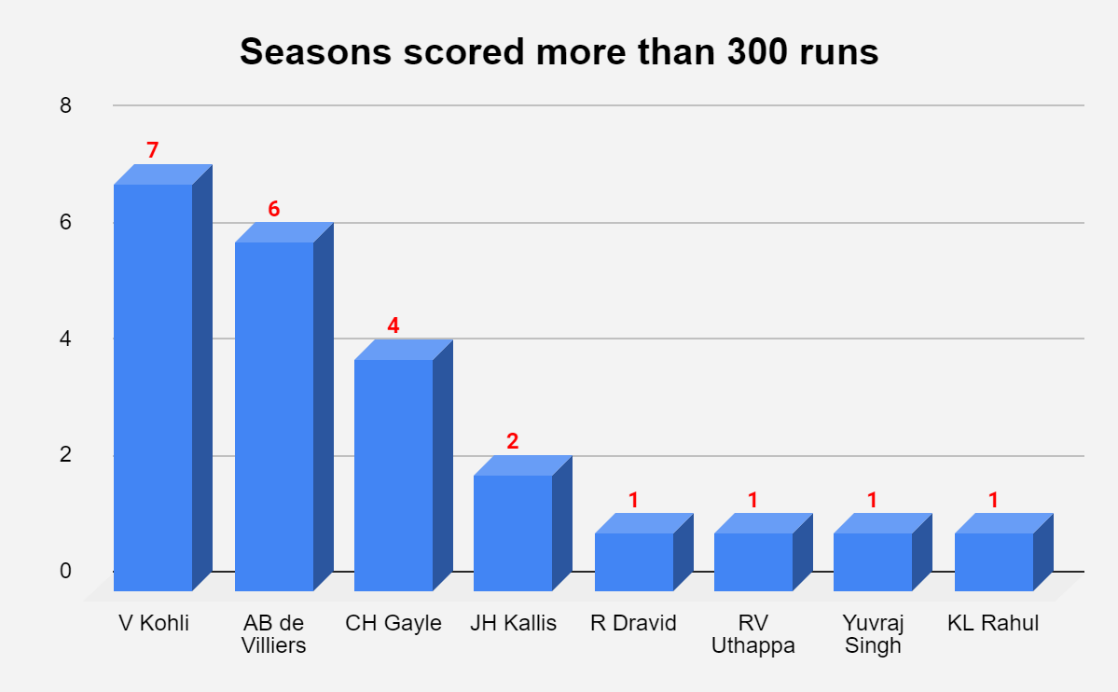 Seasons scored more than 300 runs
8
6
4
2
0
7
6
4
2
1
1
1
1
V Kohli
AB de
Villiers
CH Gayle
JH Kallis
R Dravid
RV
Uthappa
Yuvraj
Singh
KL Rahul